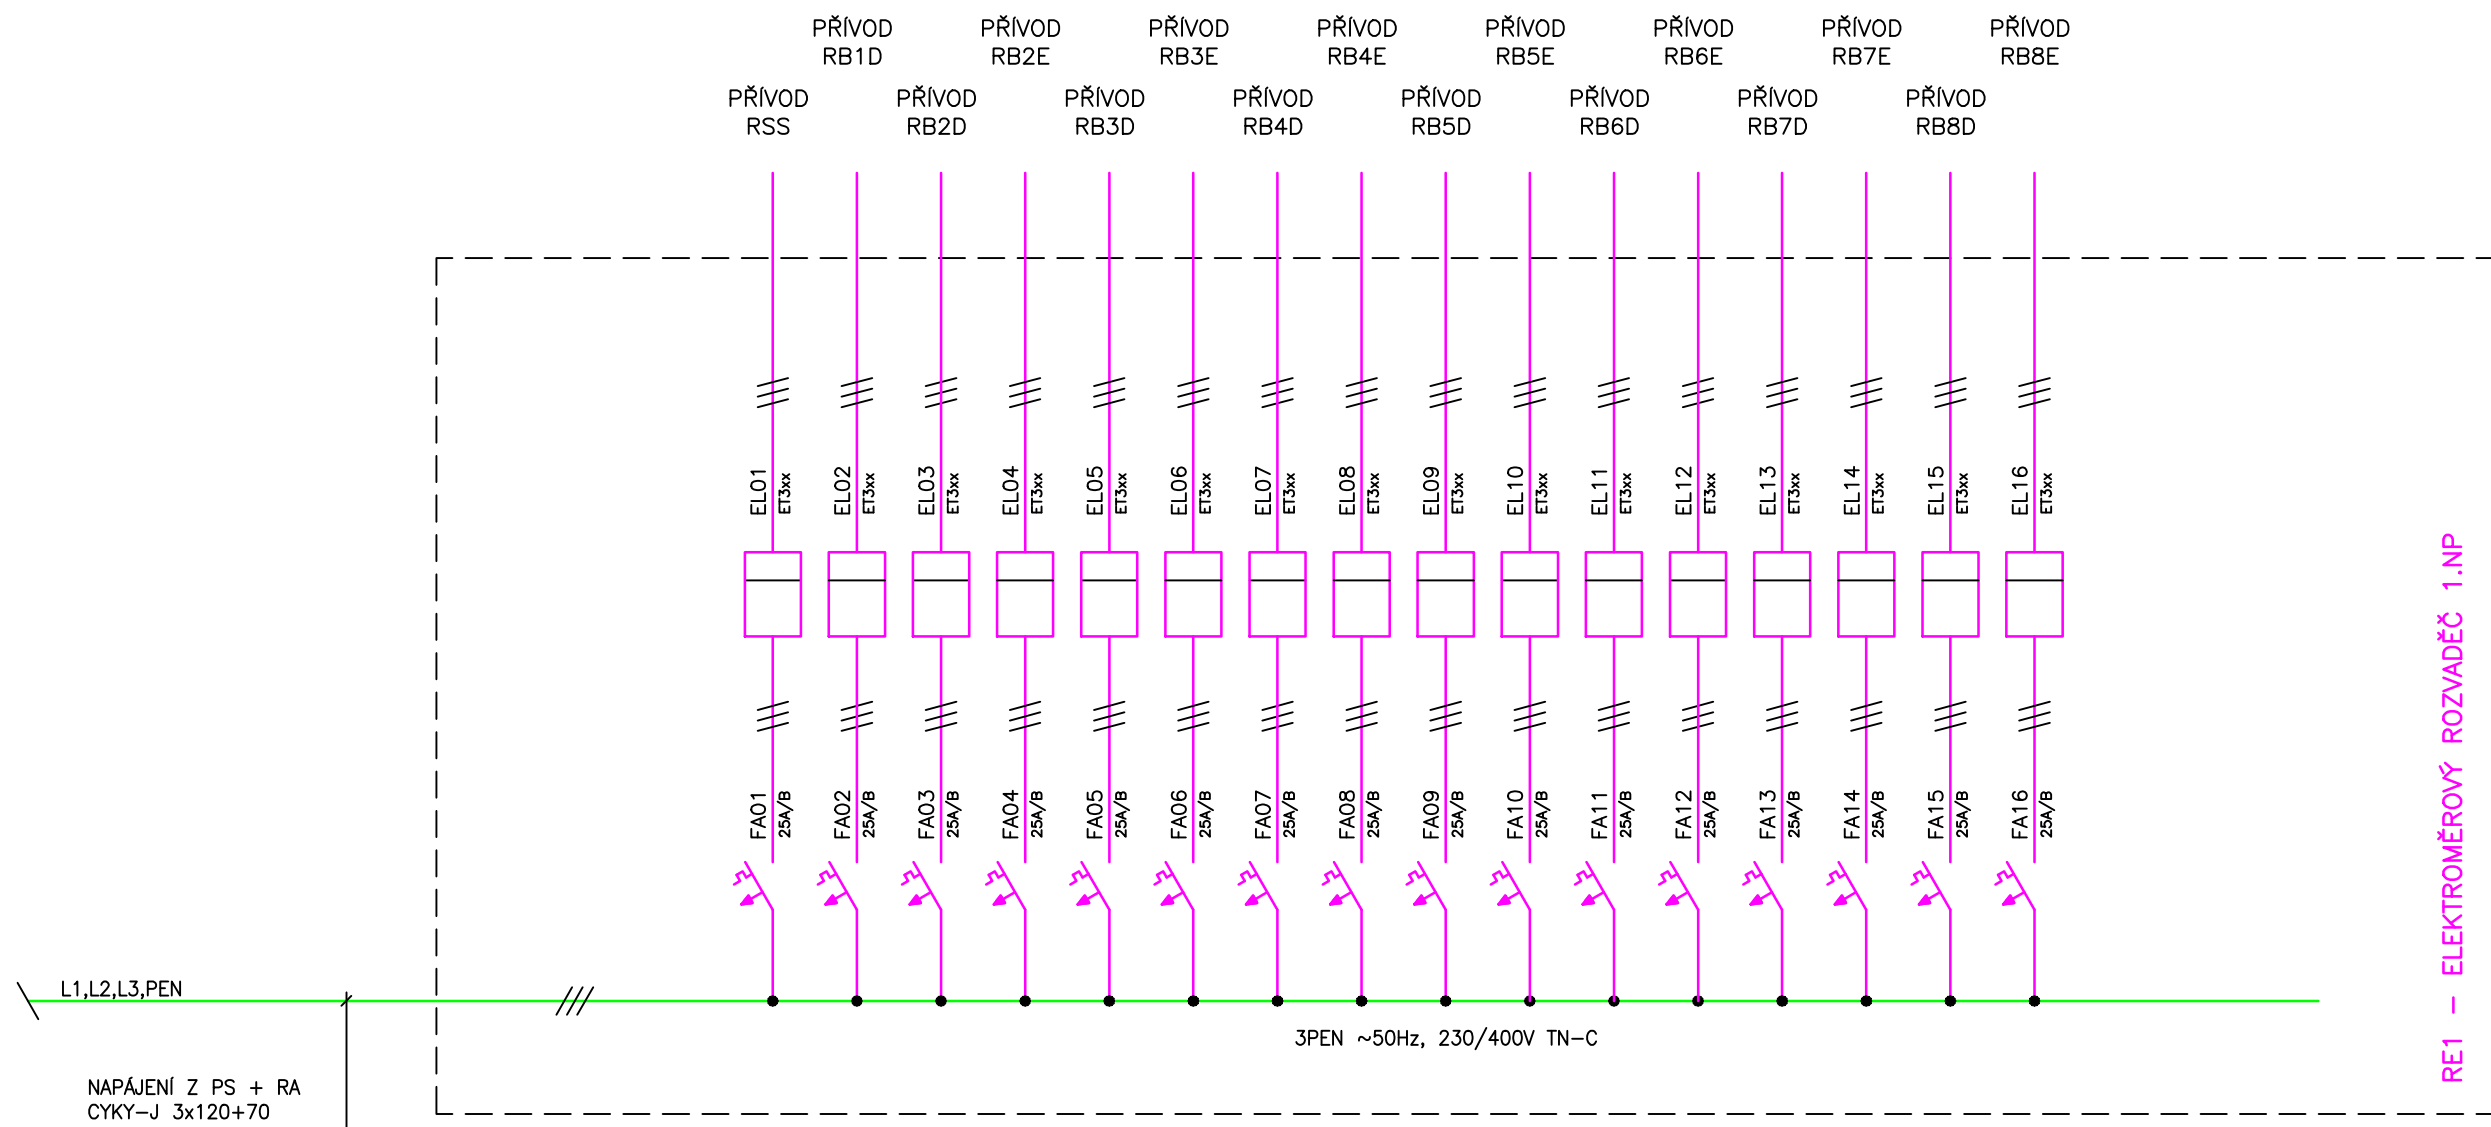 PŘÍVOD
RB1D
PŘÍVOD
RB2E
PŘÍVOD
RB3E
PŘÍVOD
RB4E
PŘÍVOD
RB5E
PŘÍVOD
RB6E
PŘÍVOD
RB7E
PŘÍVOD
RB8E
PŘÍVOD
RSS
PŘÍVOD
RB2D
PŘÍVOD
RB3D
PŘÍVOD
RB4D
PŘÍVOD
RB5D
PŘÍVOD
RB6D
PŘÍVOD
RB7D
PŘÍVOD
RB8D
EL01
ET3xx
EL02
ET3xx
EL03
ET3xx
EL04
ET3xx
EL05
ET3xx
EL06
ET3xx
EL07
ET3xx
EL08
ET3xx
EL09
ET3xx
EL10
ET3xx
EL11
ET3xx
EL12
ET3xx
EL13
ET3xx
EL14
ET3xx
EL15
ET3xx
EL16
ET3xx
FA01
25A/B
FA02
25A/B
FA03
25A/B
FA04
25A/B
FA05
25A/B
FA06
25A/B
FA07
25A/B
FA08
25A/B
FA09
25A/B
FA10
25A/B
FA11
25A/B
FA12
25A/B
FA13
25A/B
FA14
25A/B
FA15
25A/B
FA16
25A/B
L1,L2,L3,PEN
3PEN ~50Hz, 230/400V TN-C
NAPÁJENÍ Z PS + RA
CYKY-J 3x120+70
RE1 - ELEKTROMĚROVÝ ROZVADĚČ 1.NP